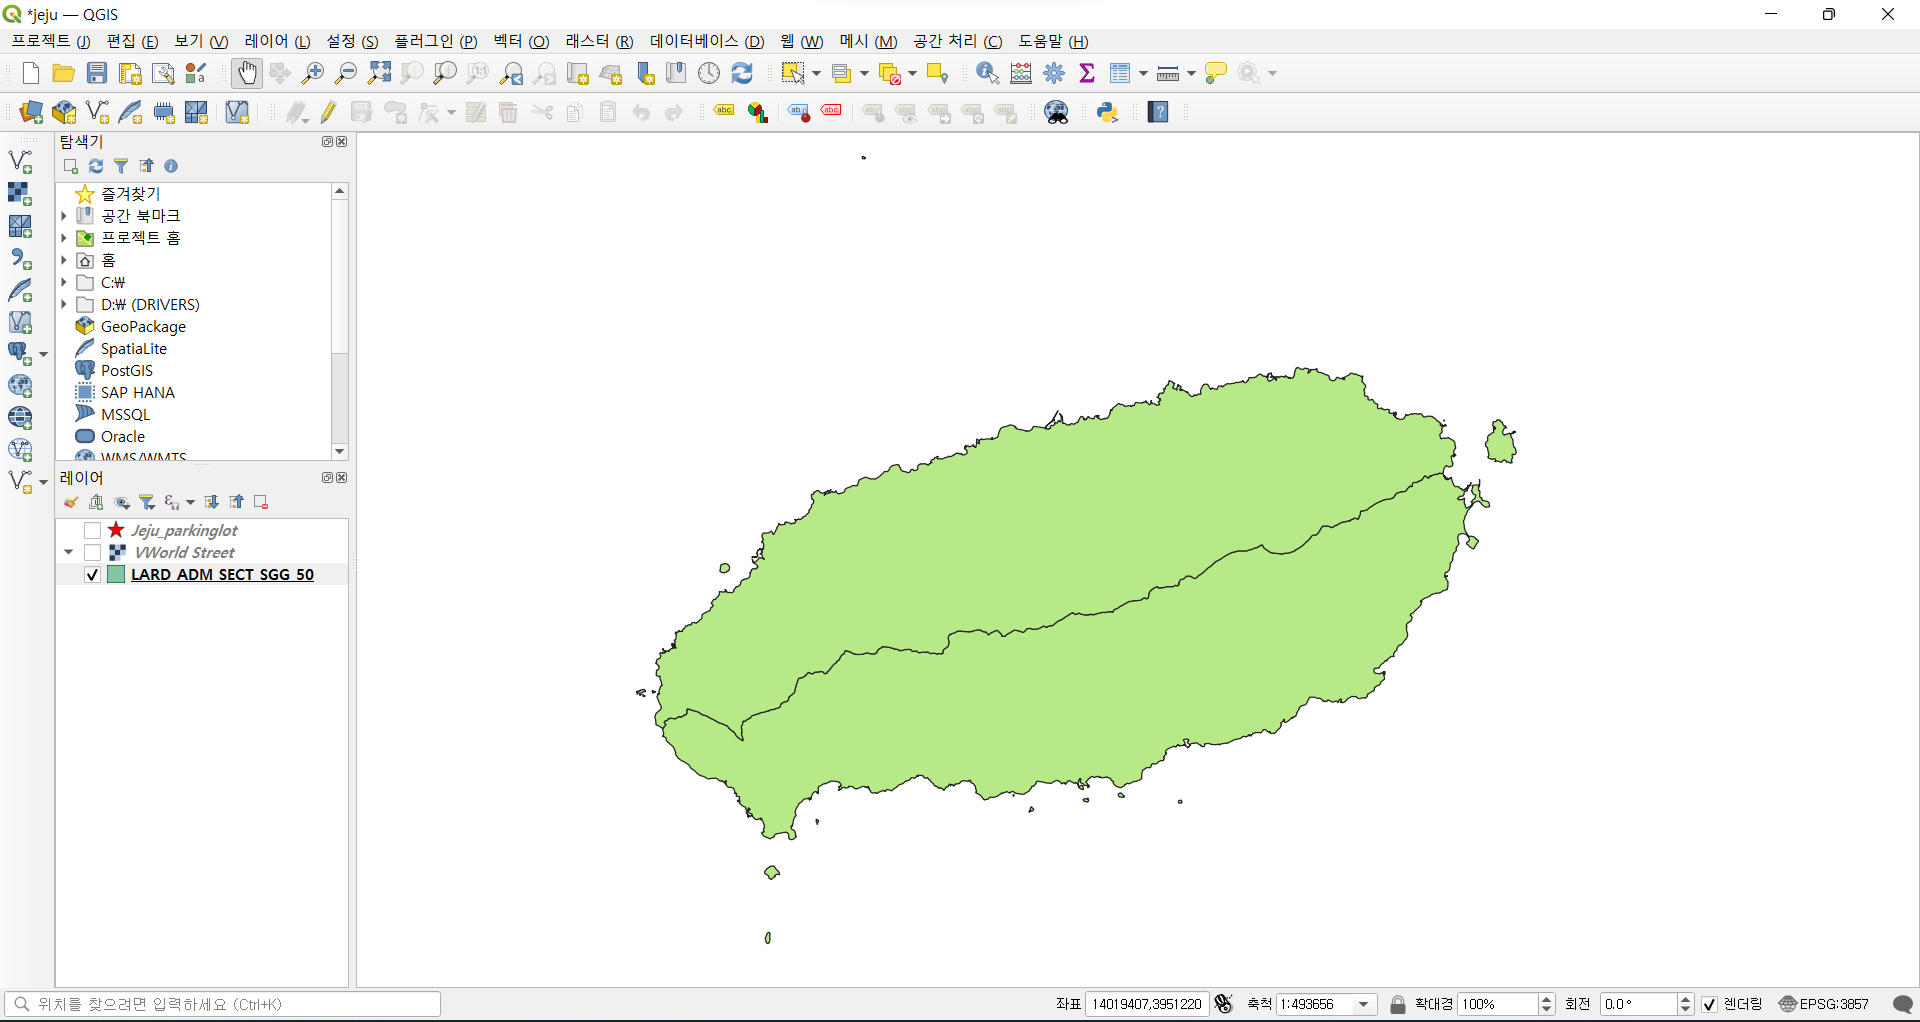 *jeju — QGIS
프로젝트 (J) 편집 (E) 보기 (V) 레이어 (L) 설정 (S) 플러그인 (P) 벡터 (O) 래스터 (R) 데이터베이스 (D) 웹 (W) 메시 (M) 공간 처리 (C) 도움말 (H)
탐색기
즐겨찾기
공간 북마크
프로젝트 홈
홈
C:₩
D:₩ (DRIVERS)
GeoPackage
SpatiaLite
PostGIS
SAP HANA
MSSQL
Oracle
WMS/WMTS
레이어
Jeju_parkinglot
VWorld Street
LARD ADM SECT SGG 50
위치를 찾으려면 입력하세요 (Ctrl+K)
좌표 14019407,3951220 축척 1:493656 확대경 100% 회전 0.0 ° 렌더링 EPSG:3857